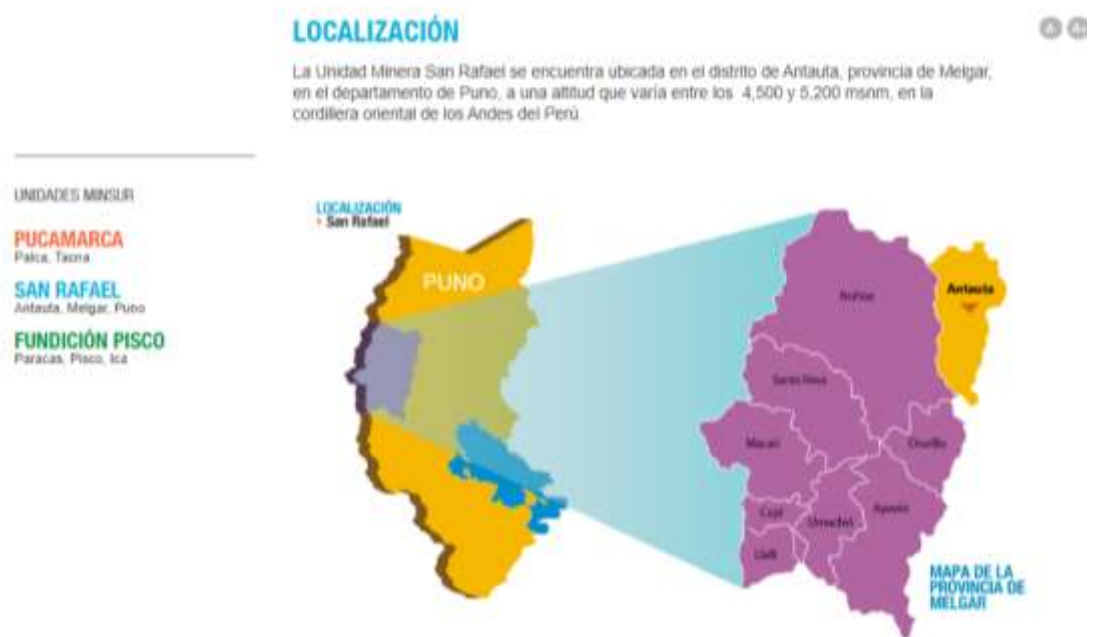 LOCALIZACIÓN
A- A+
La Unidad Minera San Rafael se encuentra ubicada en el distrito de Antauta, provincia de Melgar,
en el departamento de Puno, a una altitud que varía entre los 4,500 y 5,200 msnm, en la
cordillera oriental de los Andes del Perú.
UNIDADES MINSUR
PUCAMARCA
Palca, Tacna
SAN RAFAEL
Antauta, Melgar, Puno
FUNDICIÓN PISCO
Paracas, Pisco, Ica
LOCALIZACIÓN
San Rafael
PUNO
Nuñoa
Antauta
Santa Rosa
Macari
Orurillo
Cupi
Umachiri
Ayaviri
Llalli
MAPA DE LA
PROVINCIA DE
MELGAR